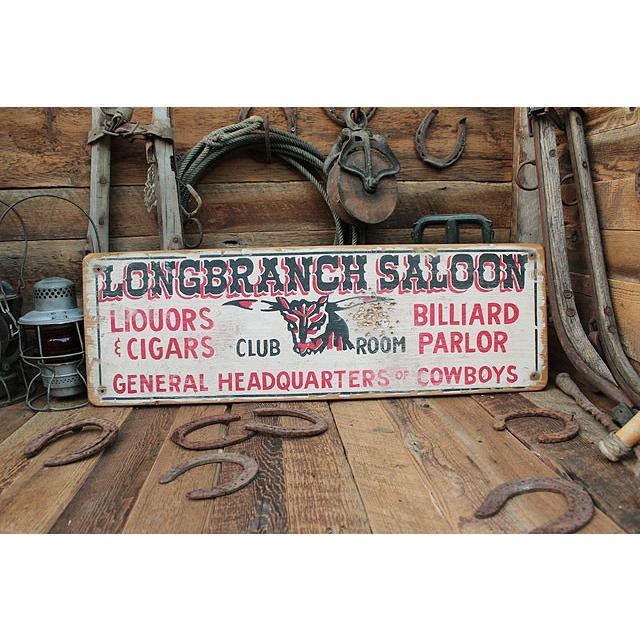 LONGBRANCH SALOON
LIQUORS
& CIGARS
CLUB ROOM
BILLIARD
PARLOR
GENERAL HEADQUARTERS OF COWBOYS